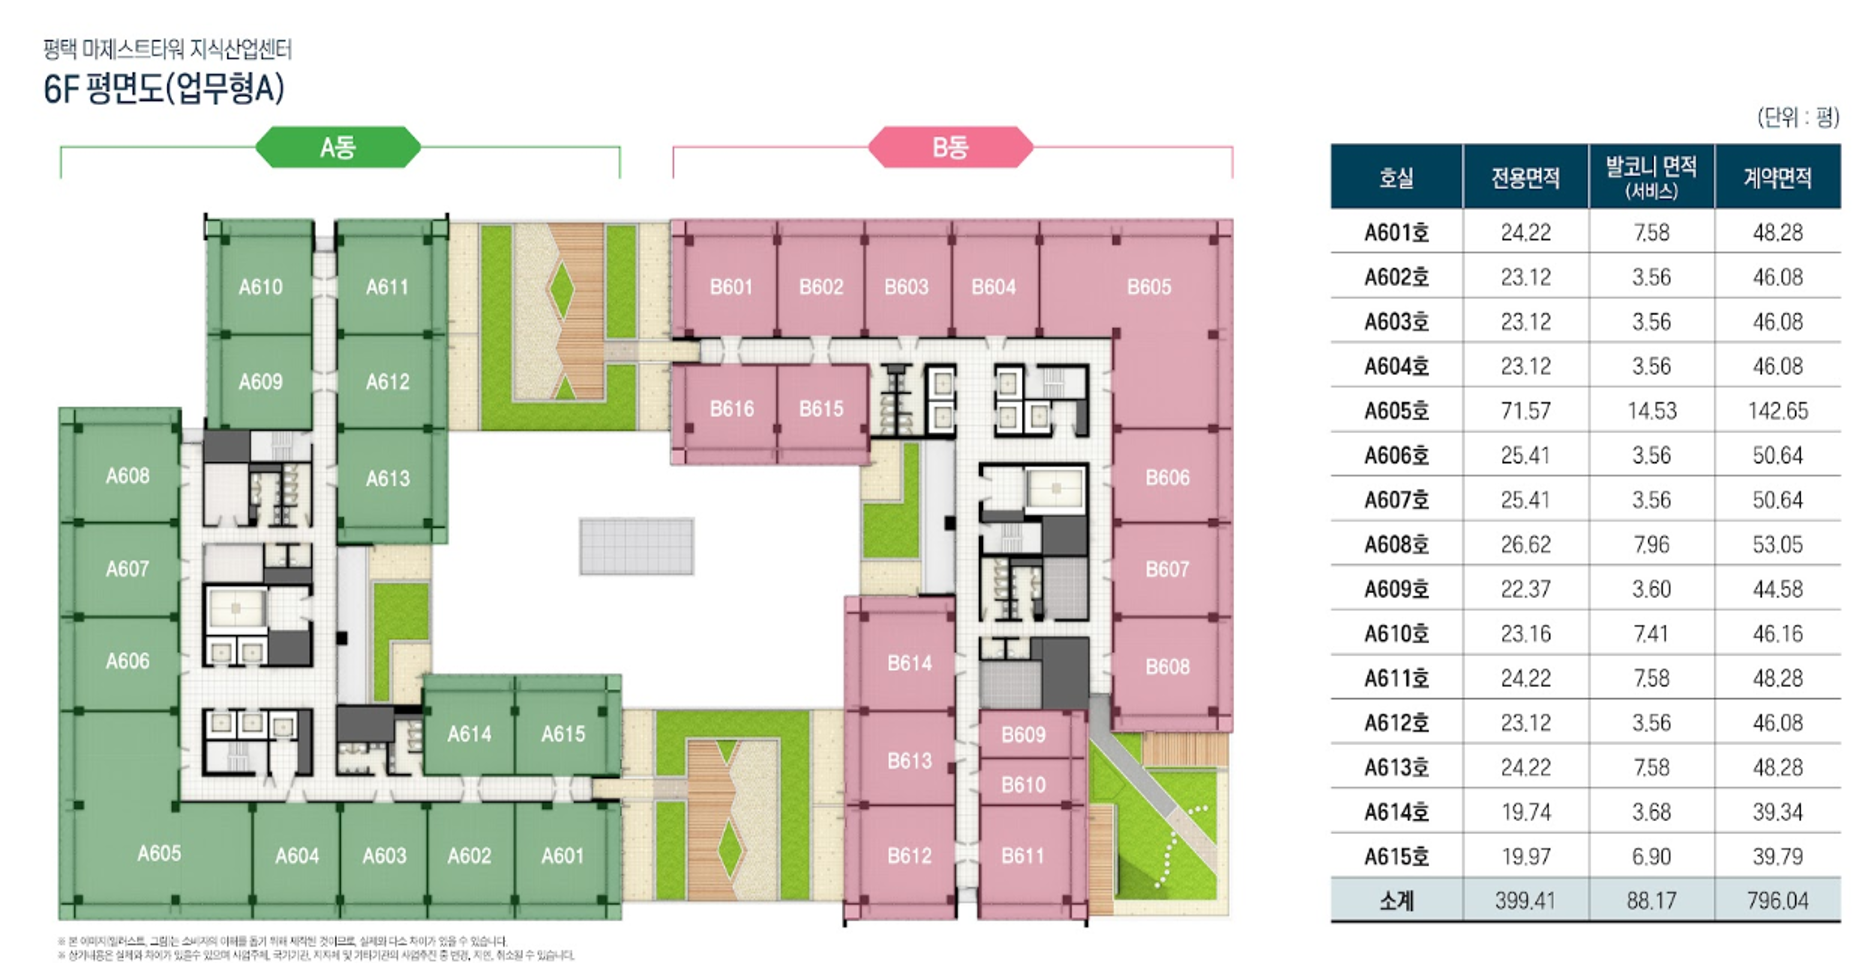 평택 마제스트타워 지식산업센터
6F 평면도(업무형A)
A동
B동
A610
A611
A609
A612
A608
A613
A607
A606
A614
A615
A605
A604
A603
A602
A601
B601
B602
B603
B604
B605
B616
B615
B606
B607
B614
B608
B609
B613
B610
B612
B611
※ 본 이미지(일러스트, 그림)는 소비자의 이해를 돕기 위해 제작된 것이므로, 실제와 다소 차이가 있을 수 있습니다.
※ 상기내용은 실제와 차이가 있을수 있으며 사업주체, 국가기관, 지자체 및 기타기관의 사업추진 중 변경, 지연, 취소될 수 있습니다.
(단위 : 평)
호실 전용면적 발코니 면적 (서비스) 계약면적
A601호 24.22 7.58 48.28
A602호 23.12 3.56 46.08
A603호 23.12 3.56 46.08
A604호 23.12 3.56 46.08
A605호 71.57 14.53 142.65
A606호 25.41 3.56 50.64
A607호 25.41 3.56 50.64
A608호 26.62 7.96 53.05
A609호 22.37 3.60 44.58
A610호 23.16 7.41 46.16
A611호 24.22 7.58 48.28
A612호 23.12 3.56 46.08
A613호 24.22 7.58 48.28
A614호 19.74 3.68 39.34
A615호 19.97 6.90 39.79
소계 399.41 88.17 796.04